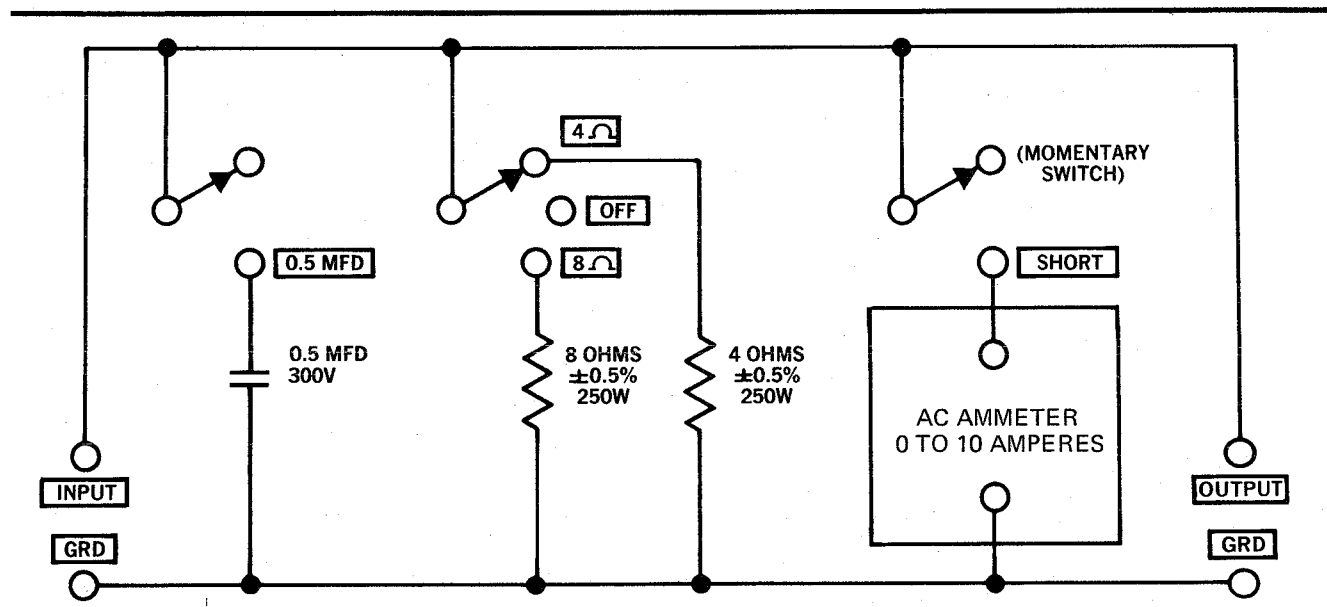 4 Ω
(MOMENTARY
SWITCH)
OFF
0.5 MFD
8 Ω
SHORT
0.5 MFD
300V
8 OHMS
±0.5%
250W
4 OHMS
±0.5%
250W
AC AMMETER
0 TO 10 AMPERES
INPUT
OUTPUT
GRD
GRD